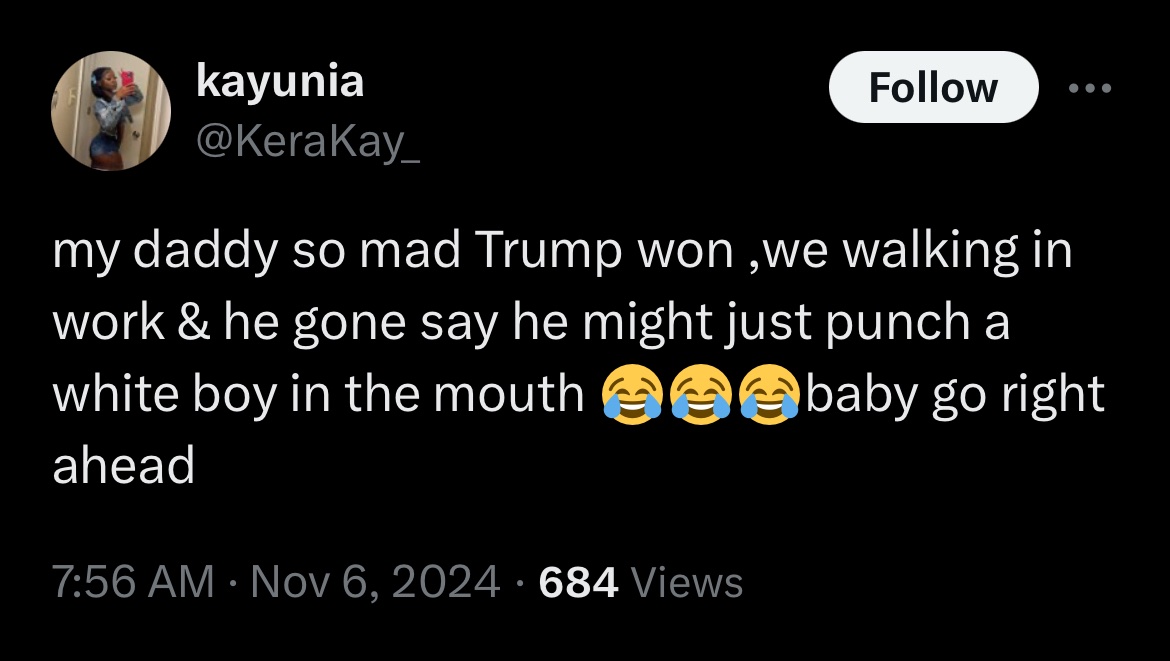 kayunia
Follow
@KeraKay_
my daddy so mad Trump won ,we walking in
work & he gone say he might just punch a
white boy in the mouth 😂😂😂baby go right
ahead
7:56 AM · Nov 6, 2024 · 684 Views